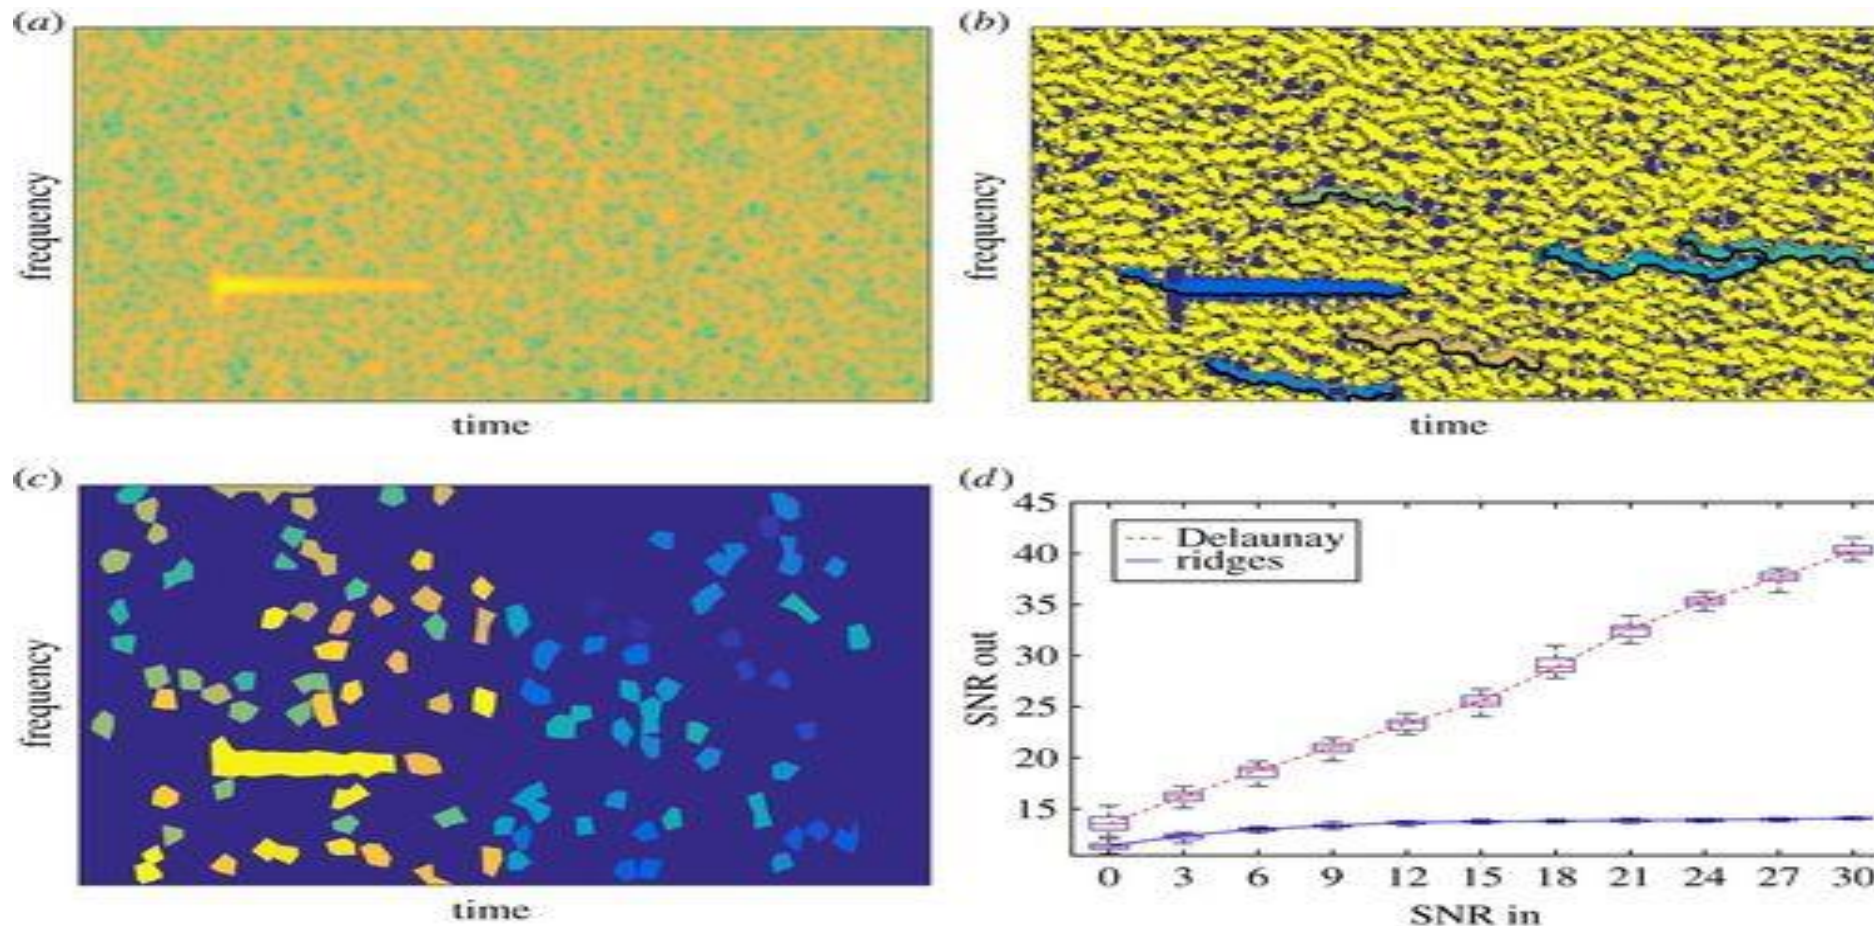 (a)
frequency
time
(b)
frequency
time
(c)
frequency
time
(d)
45
40
35
30
25
20
15
SNR out
Delaunay
ridges
0 3 6 9 12 15 18 21 24 27 30
SNR in